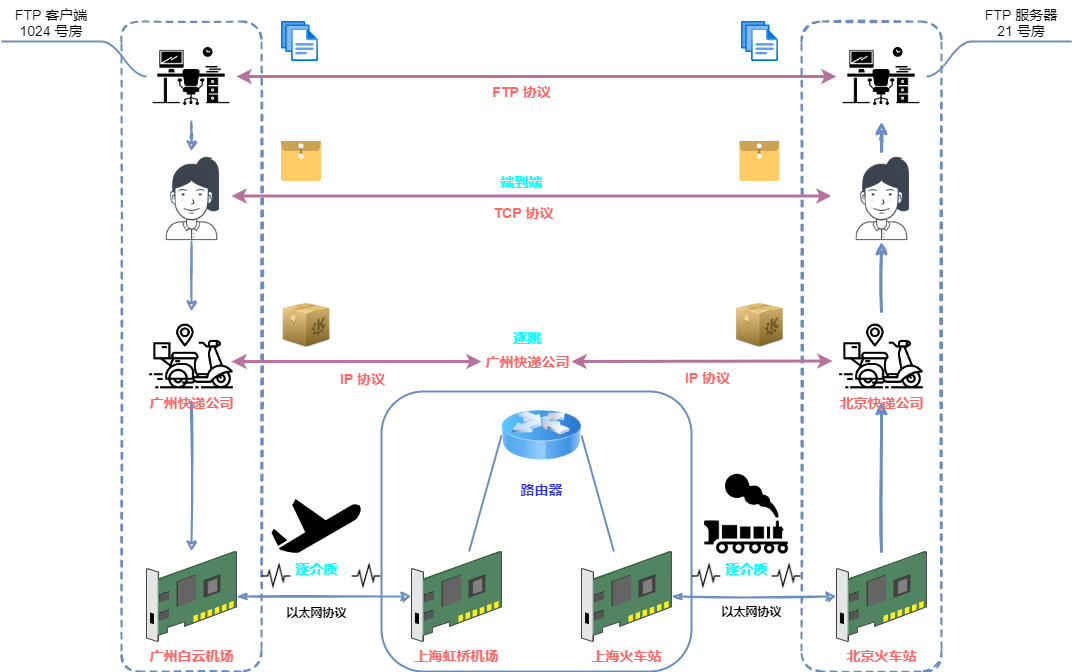 FTP 客户端
1024 号房
FTP 服务器
21 号房
FTP 协议
端到端
TCP 协议
逐跳
广州快递公司
IP 协议
IP 协议
广州快递公司
北京快递公司
路由器
逐介质
逐介质
以太网协议
以太网协议
广州白云机场
上海虹桥机场
上海火车站
北京火车站